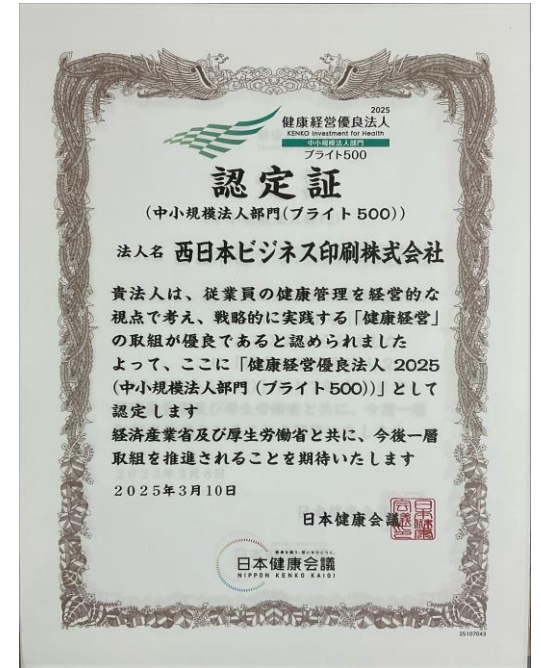 2025
健康経営優良法人
KENKO Investment for Health
中小規模法人部門
ブライト500
認定証
(中小規模法人部門(ブライト500))
法人名 西日本ビジネス印刷株式会社
貴法人は、従業員の健康管理を経営的な
視点で考え、戦略的に実践する「健康経営」
の取組が優良であると認められました
よって、ここに「健康経営優良法人 2025
(中小規模法人部門(ブライト500))」として
認定します
経済産業省及び厚生労働省と共に、今後一層
取組を推進されることを期待いたします
2025年3月10日
日本健康会議
日本健康会議
NIPPON KENKO KAIGI
25107043